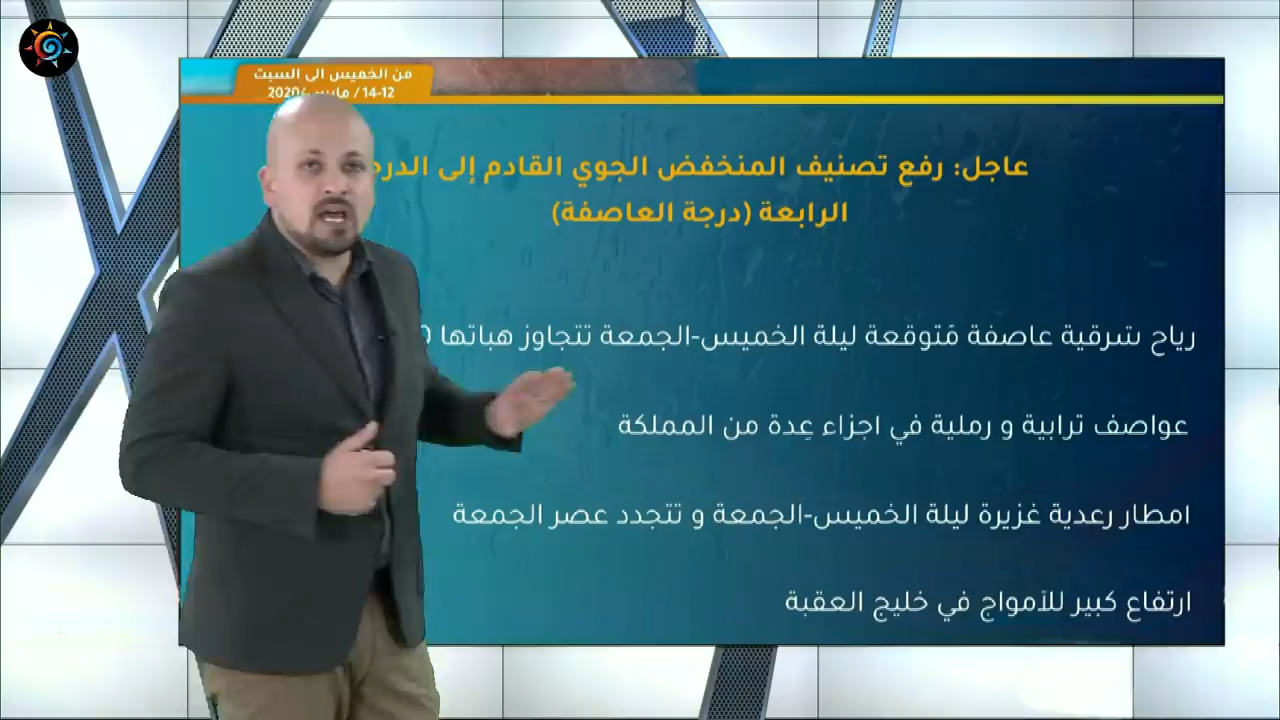 من الخميس الى السبت
14-12 / مارس /2020
عاجل: رفع تصنيف المنخفض الجوي القادم إلى
الرابعة (درجة العاصفة)
رياح شرقية عاصفة مُتوقعة ليلة الخميس-الجمعة تتجاوز هباتها
عواصف ترابية و رملية في اجزاء عِدة من المملكة
امطار رعدية غزيرة ليلة الخميس-الجمعة و تتجدد عصر الجمعة
ارتفاع كبير للأمواج في خليج العقبة